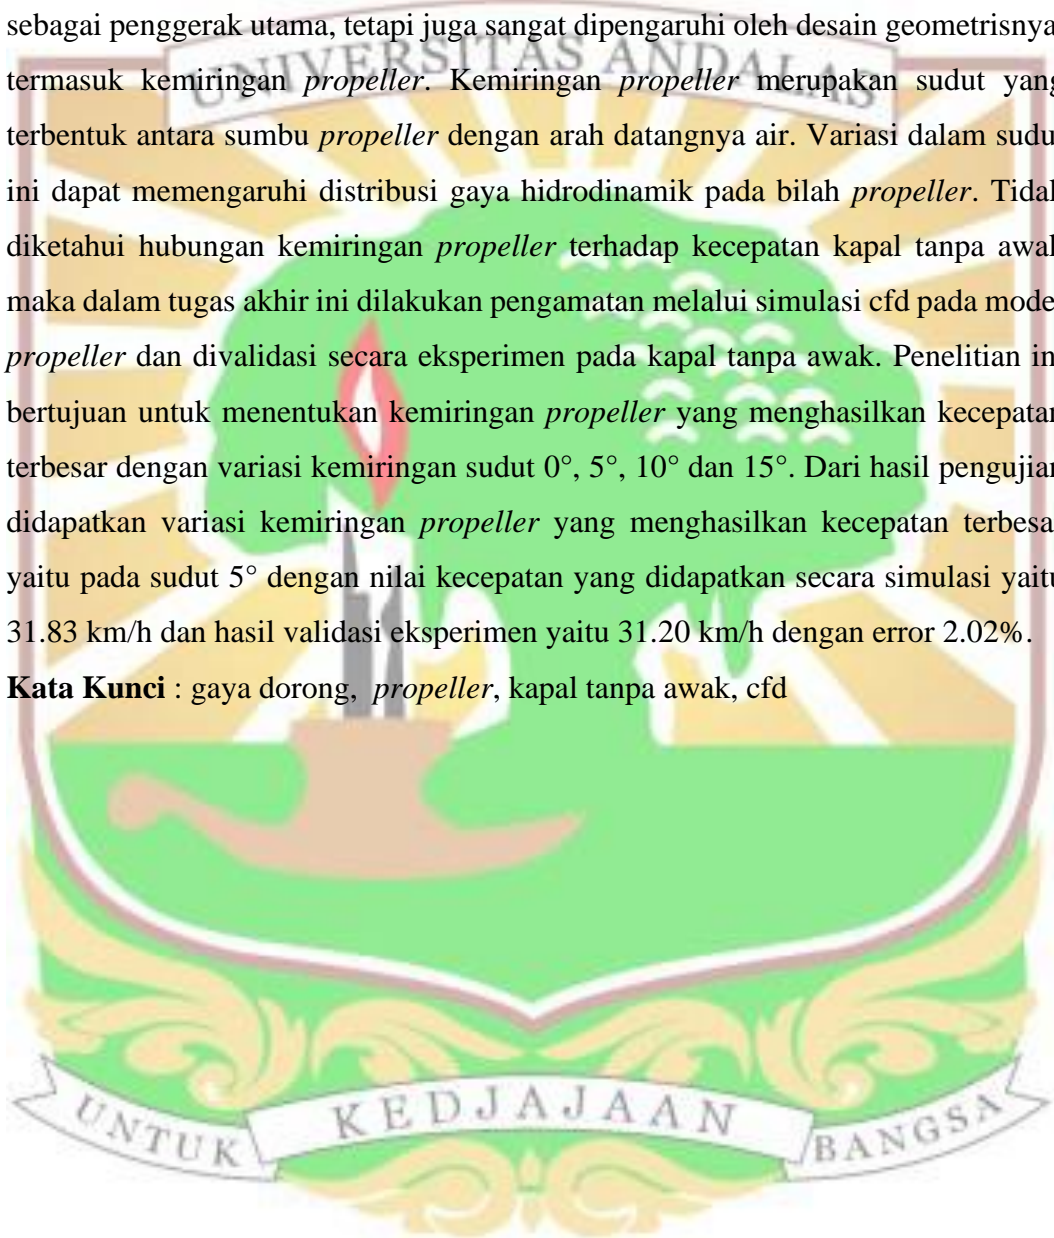 sebagai penggerak utama, tetapi juga sangat dipengaruhi oleh desain geometrisnya
UNIVERSITAS ANDALAS
termasuk kemiringan propeller. Kemiringan propeller merupakan sudut yang
terbentuk antara sumbu propeller dengan arah datangnya air. Variasi dalam sudu
ini dapat memengaruhi distribusi gaya hidrodinamik pada bilah propeller. Tidak
diketahui hubungan kemiringan propeller terhadap kecepatan kapal tanpa awak
maka dalam tugas akhir ini dilakukan pengamatan melalui simulasi cfd pada mode
propeller dan divalidasi secara eksperimen pada kapal tanpa awak. Penelitian in
bertujuan untuk menentukan kemiringan propeller yang menghasilkan kecepatan
terbesar dengan variasi kemiringan sudut 0°, 5°, 10° dan 15°. Dari hasil pengujian
didapatkan variasi kemiringan propeller yang menghasilkan kecepatan terbesa
yaitu pada sudut 5° dengan nilai kecepatan yang didapatkan secara simulasi yaitu
31.83 km/h dan hasil validasi eksperimen yaitu 31.20 km/h dengan error 2.02%.
Kata Kunci : gaya dorong, propeller, kapal tanpa awak, cfd
UNTUK KEDJAJAAN BANGSA